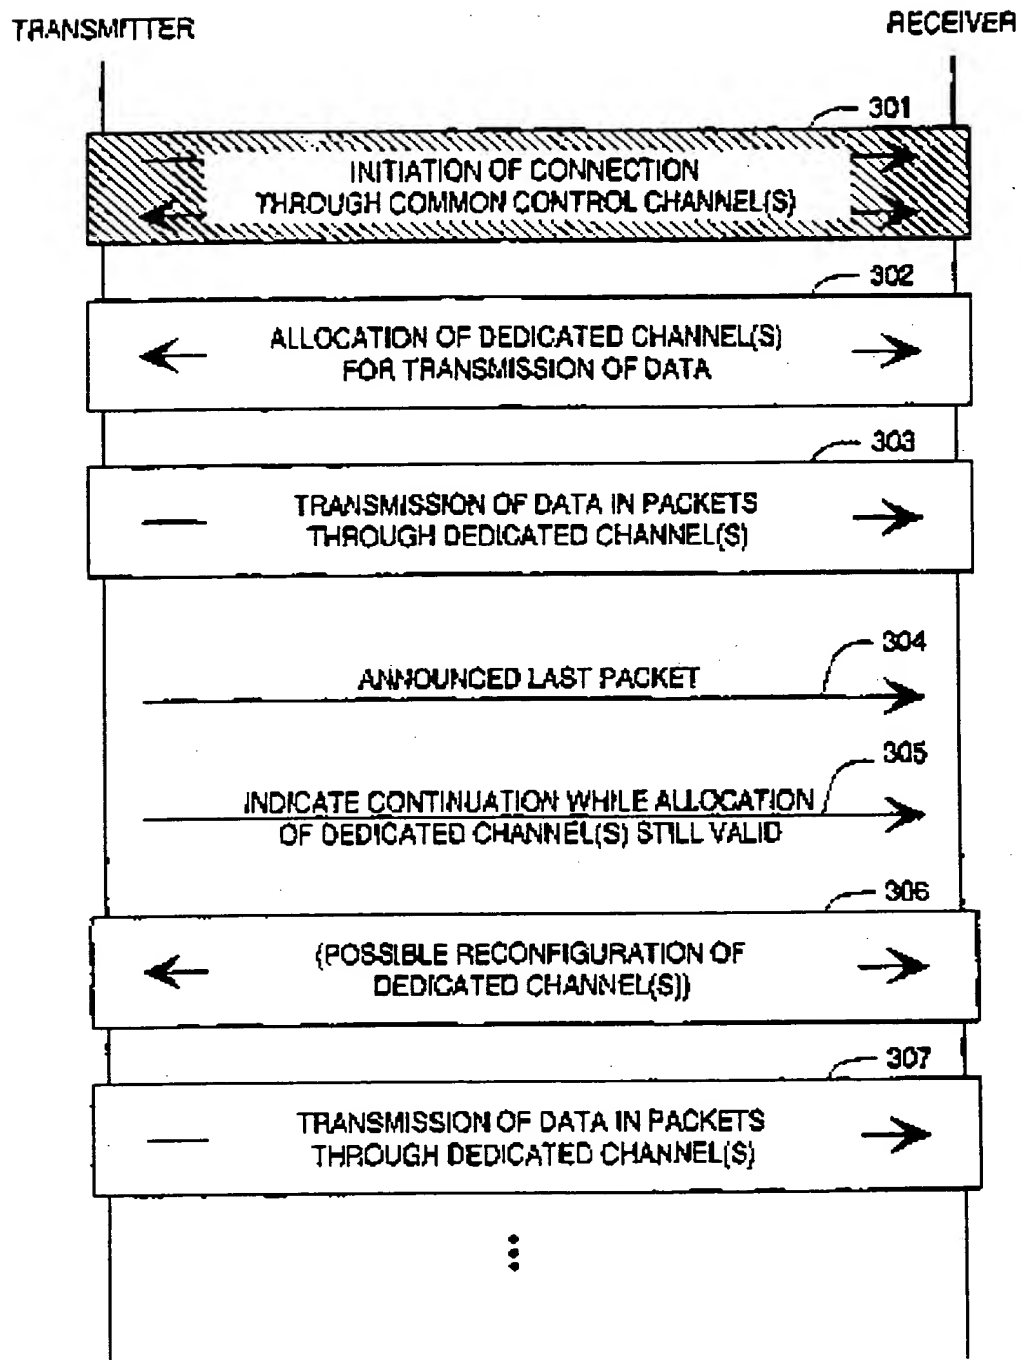 TRANSMITTER
RECEIVER
301
INITIATION OF CONNECTION
THROUGH COMMON CONTROL CHANNEL(S)
302
ALLOCATION OF DEDICATED CHANNEL(S)
FOR TRANSMISSION OF DATA
303
TRANSMISSION OF DATA IN PACKETS
THROUGH DEDICATED CHANNEL(S)
304
ANNOUNCED LAST PACKET
305
INDICATE CONTINUATION WHILE ALLOCATION
OF DEDICATED CHANNEL(S) STILL VALID
306
(POSSIBLE RECONFIGURATION OF
DEDICATED CHANNEL(S))
307
TRANSMISSION OF DATA IN PACKETS
THROUGH DEDICATED CHANNEL(S)